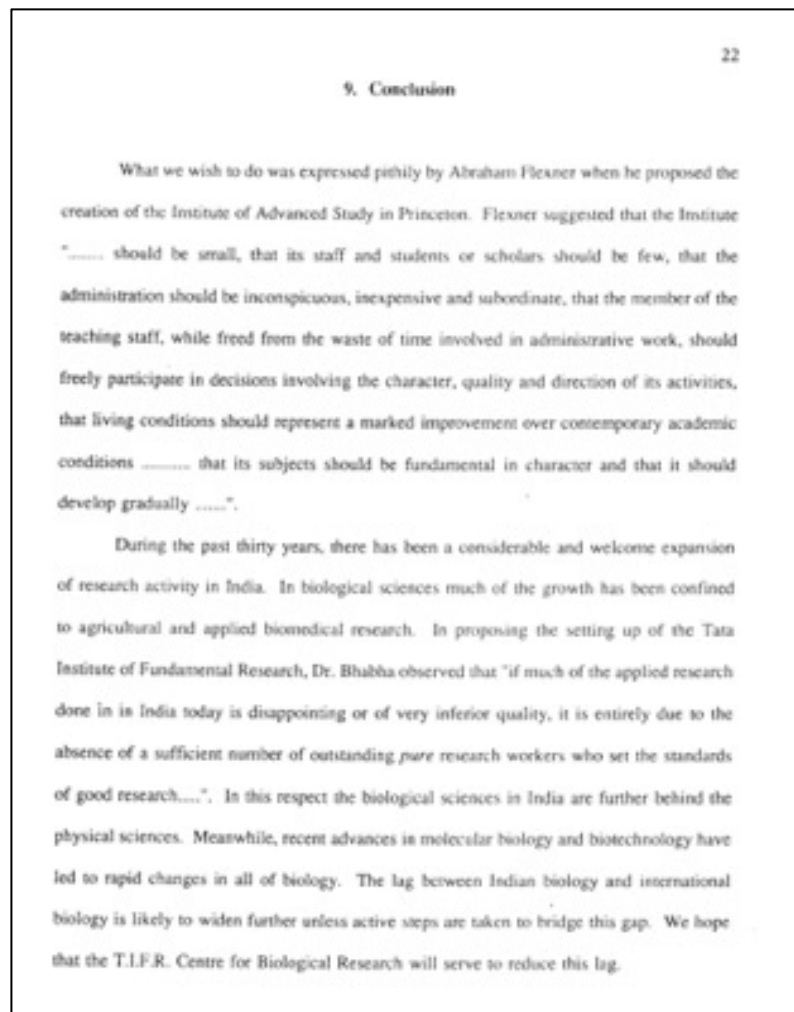 22
9. Conclusion
What we wish to do was expressed pithily by Abraham Flexner when he proposed the
creation of the Institute of Advanced Study in Princeton. Flexner suggested that the Institute
"....... should be small, that its staff and students or scholars should be few, that the
administration should be inconspicuous, inexpensive and subordinate, that the member of the
teaching staff, while freed from the waste of time involved in administrative work, should
freely participate in decisions involving the character, quality and direction of its activities,
that living conditions should represent a marked improvement over contemporary academic
conditions .......... that its subjects should be fundamental in character and that it should
develop gradually ......".
During the past thirty years, there has been a considerable and welcome expansion
of research activity in India. In biological sciences much of the growth has been confined
to agricultural and applied biomedical research. In proposing the setting up of the Tata
Institute of Fundamental Research, Dr. Bhabha observed that "if much of the applied research
done in in India today is disappointing or of very inferior quality, it is entirely due to the
absence of a sufficient number of outstanding pure research workers who set the standards
of good research....". In this respect the biological sciences in India are further behind the
physical sciences. Meanwhile, recent advances in molecular biology and biotechnology have
led to rapid changes in all of biology. The lag between Indian biology and international
biology is likely to widen further unless active steps are taken to bridge this gap. We hope
that the T.I.F.R. Centre for Biological Research will serve to reduce this lag.